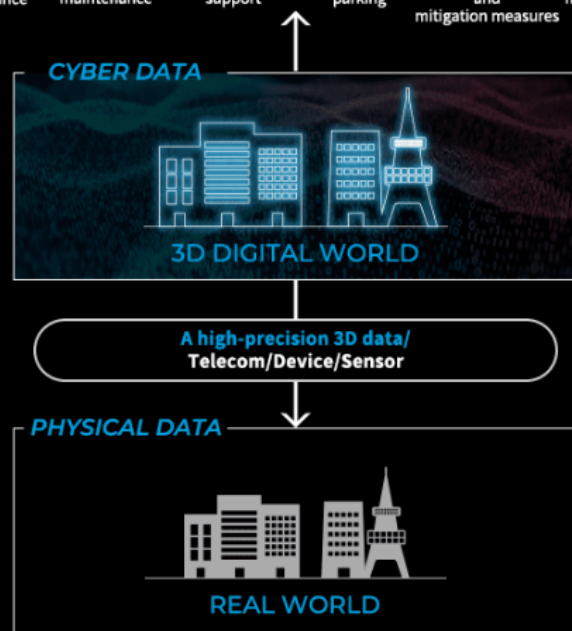 maintenance support parking and
mitigation measures
CYBER DATA
3D DIGITAL WORLD
A high-precision 3D data/
Telecom/Device/Sensor
PHYSICAL DATA
REAL WORLD